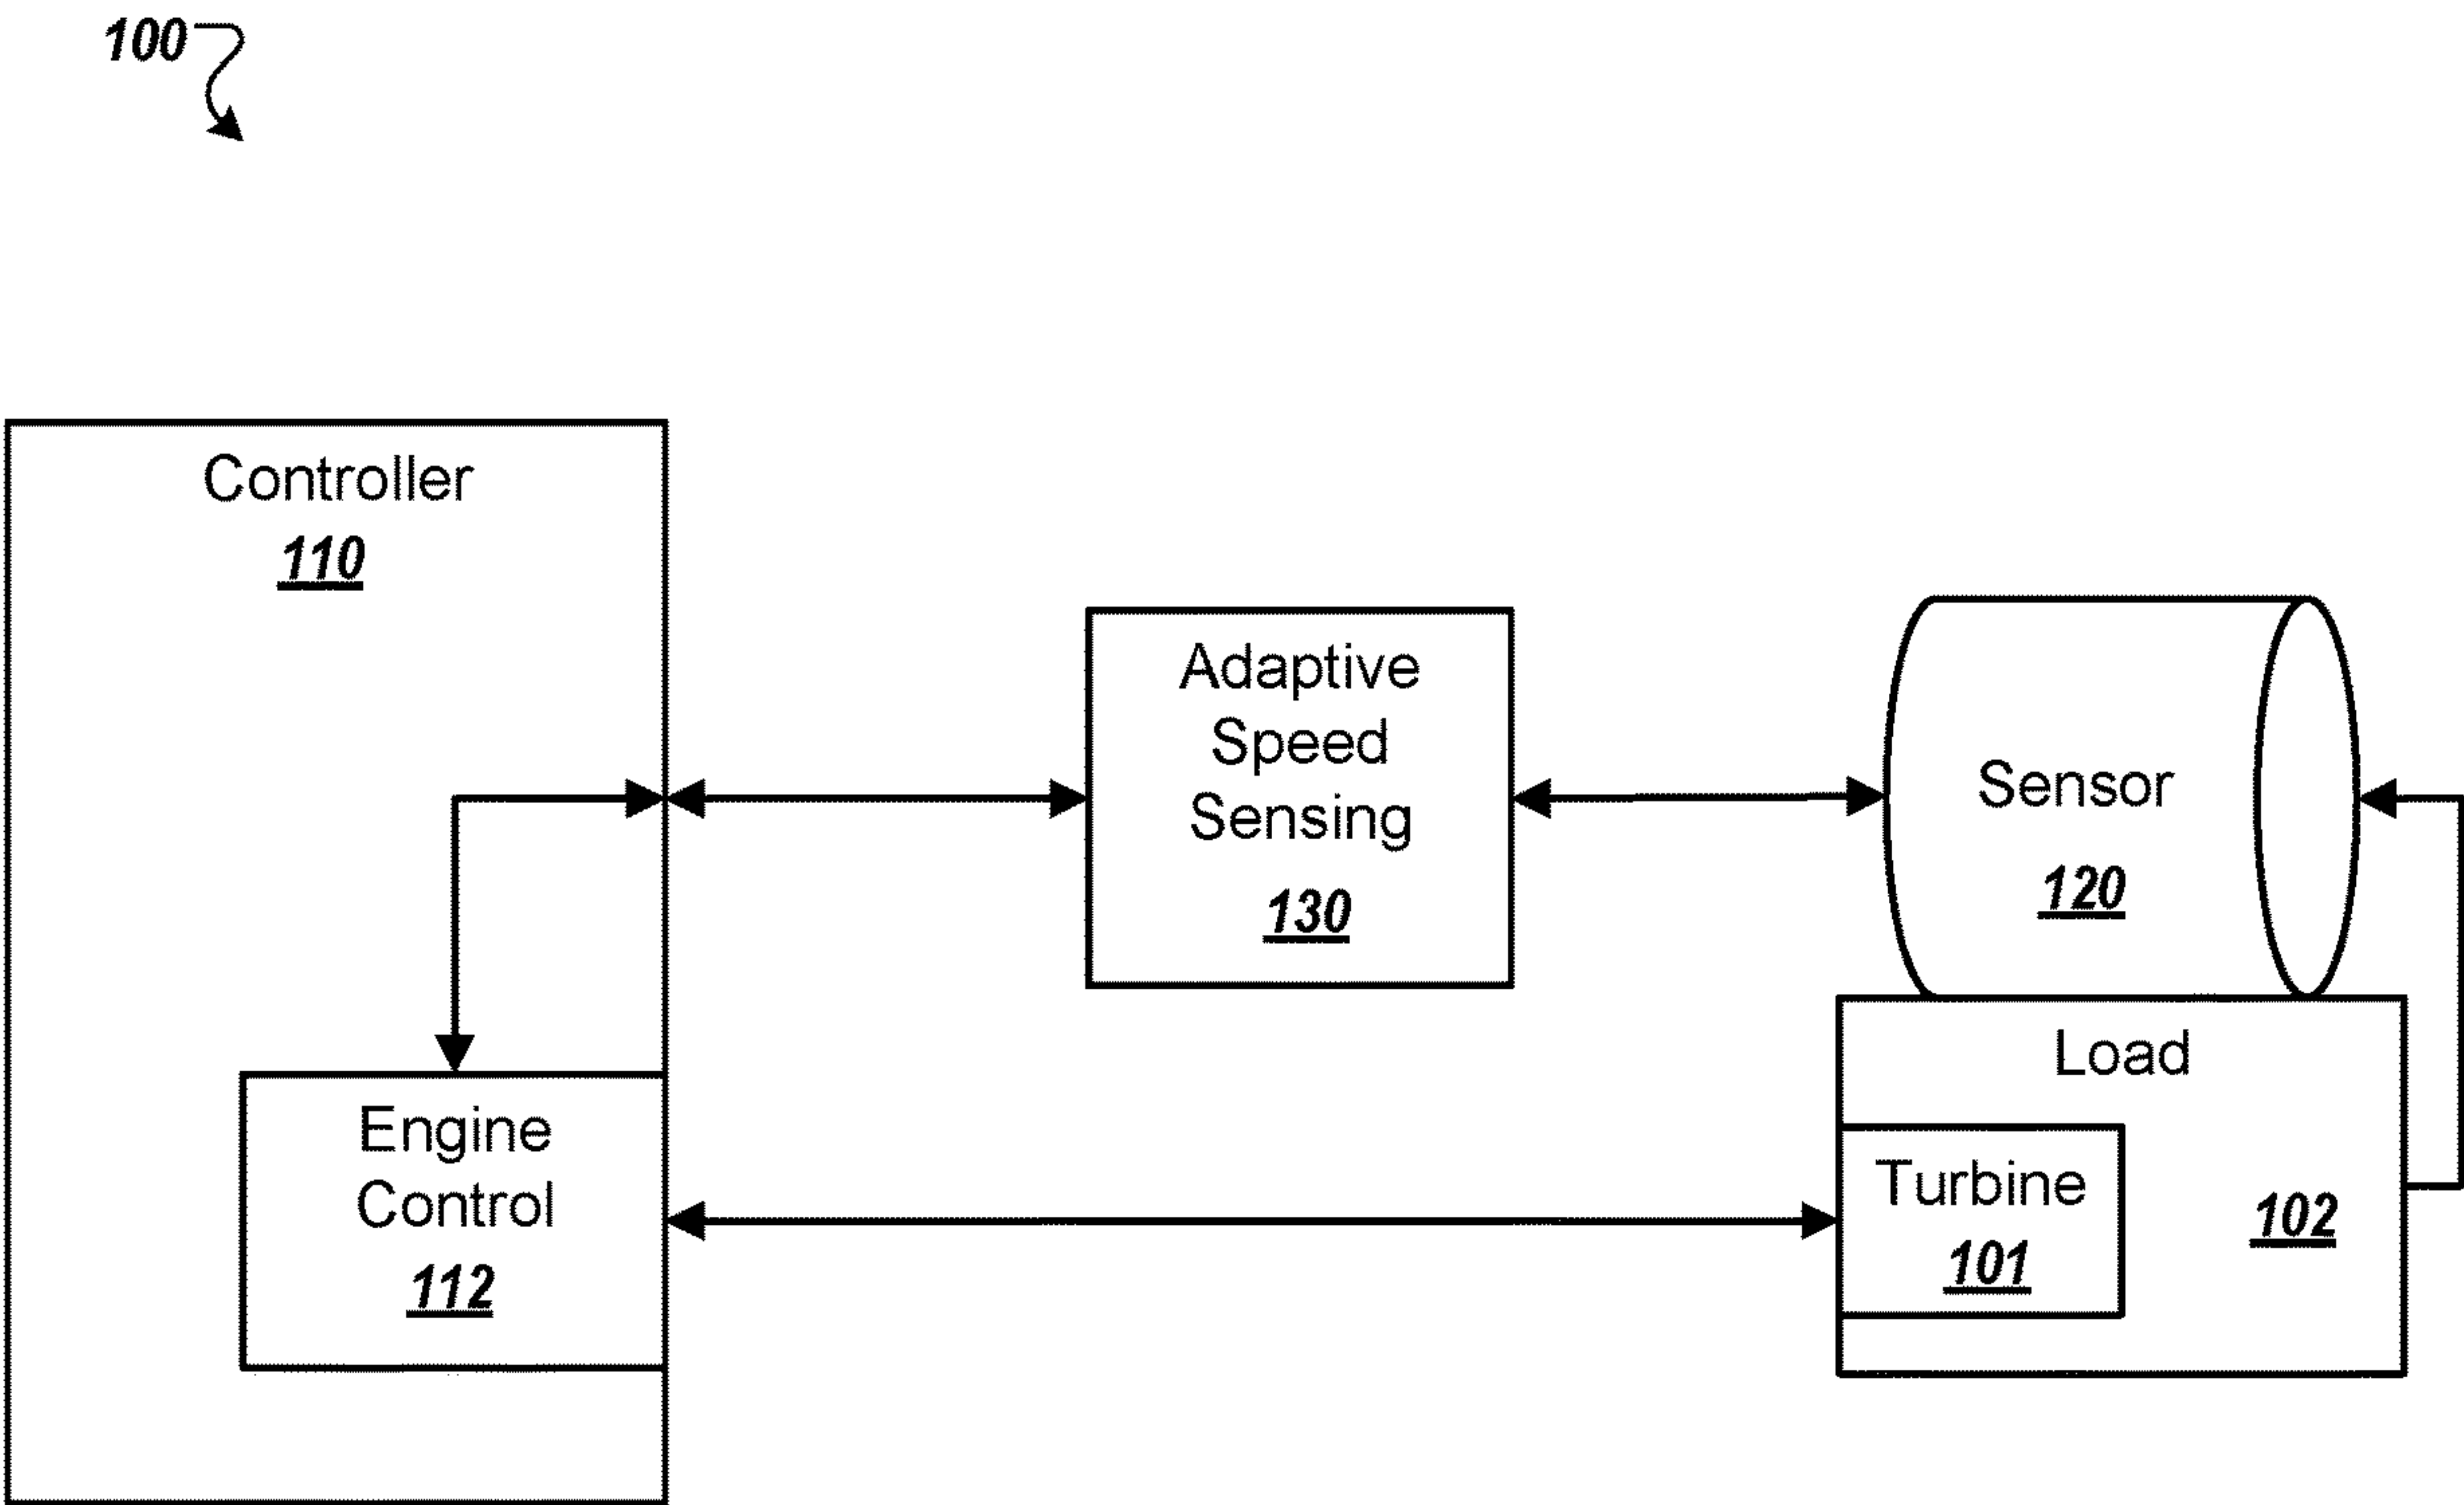 100
Controller
110
Adaptive
Speed
Sensing
130
Sensor
120
Load
Turbine
101
102
Engine
Control
112